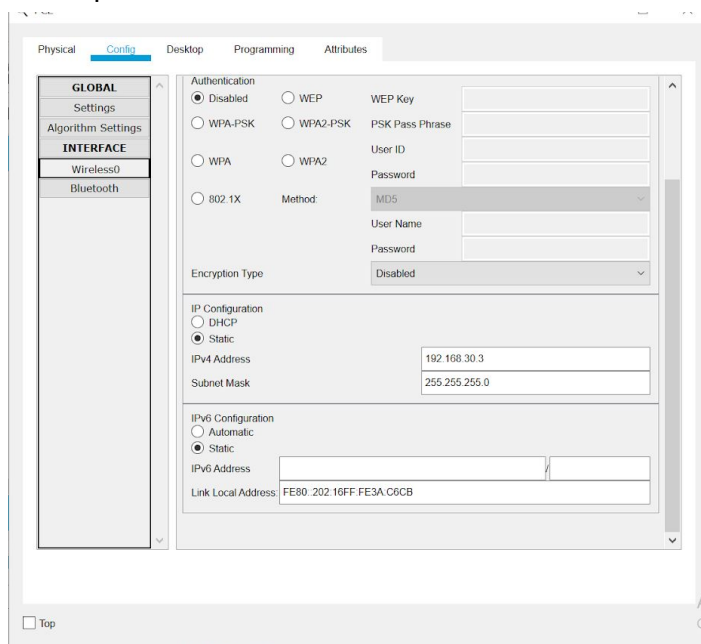 Physical Config Desktop Programming Attributes
GLOBAL
Settings
Algorithm Settings
INTERFACE
Wireless0
Bluetooth
Authentication
Disabled WEP WEP Key
WPA-PSK WPA2-PSK PSK Pass Phrase
User ID
WPA WPA2
Password
802.1X Method: MD5
User Name
Password
Encryption Type Disabled
IP Configuration
DHCP
Static
IPv4 Address 192.168.30.3
Subnet Mask 255.255.255.0
IPv6 Configuration
Automatic
Static
IPv6 Address /
Link Local Address: FE80::202:16FF:FE3A:C6CB
Top